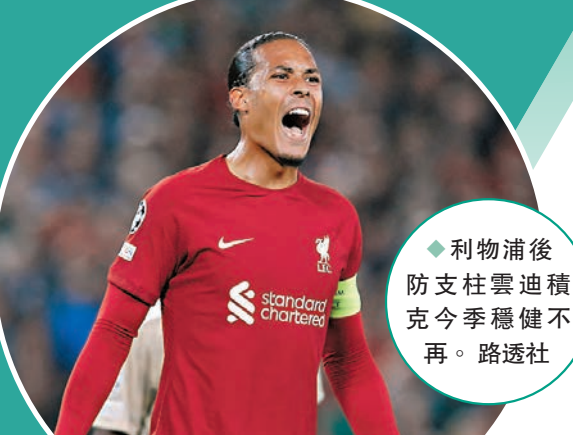 L.F.C.
standard
chartered
◆利物浦後
防支柱雲迪積
克今季穩健不
再。 路透社